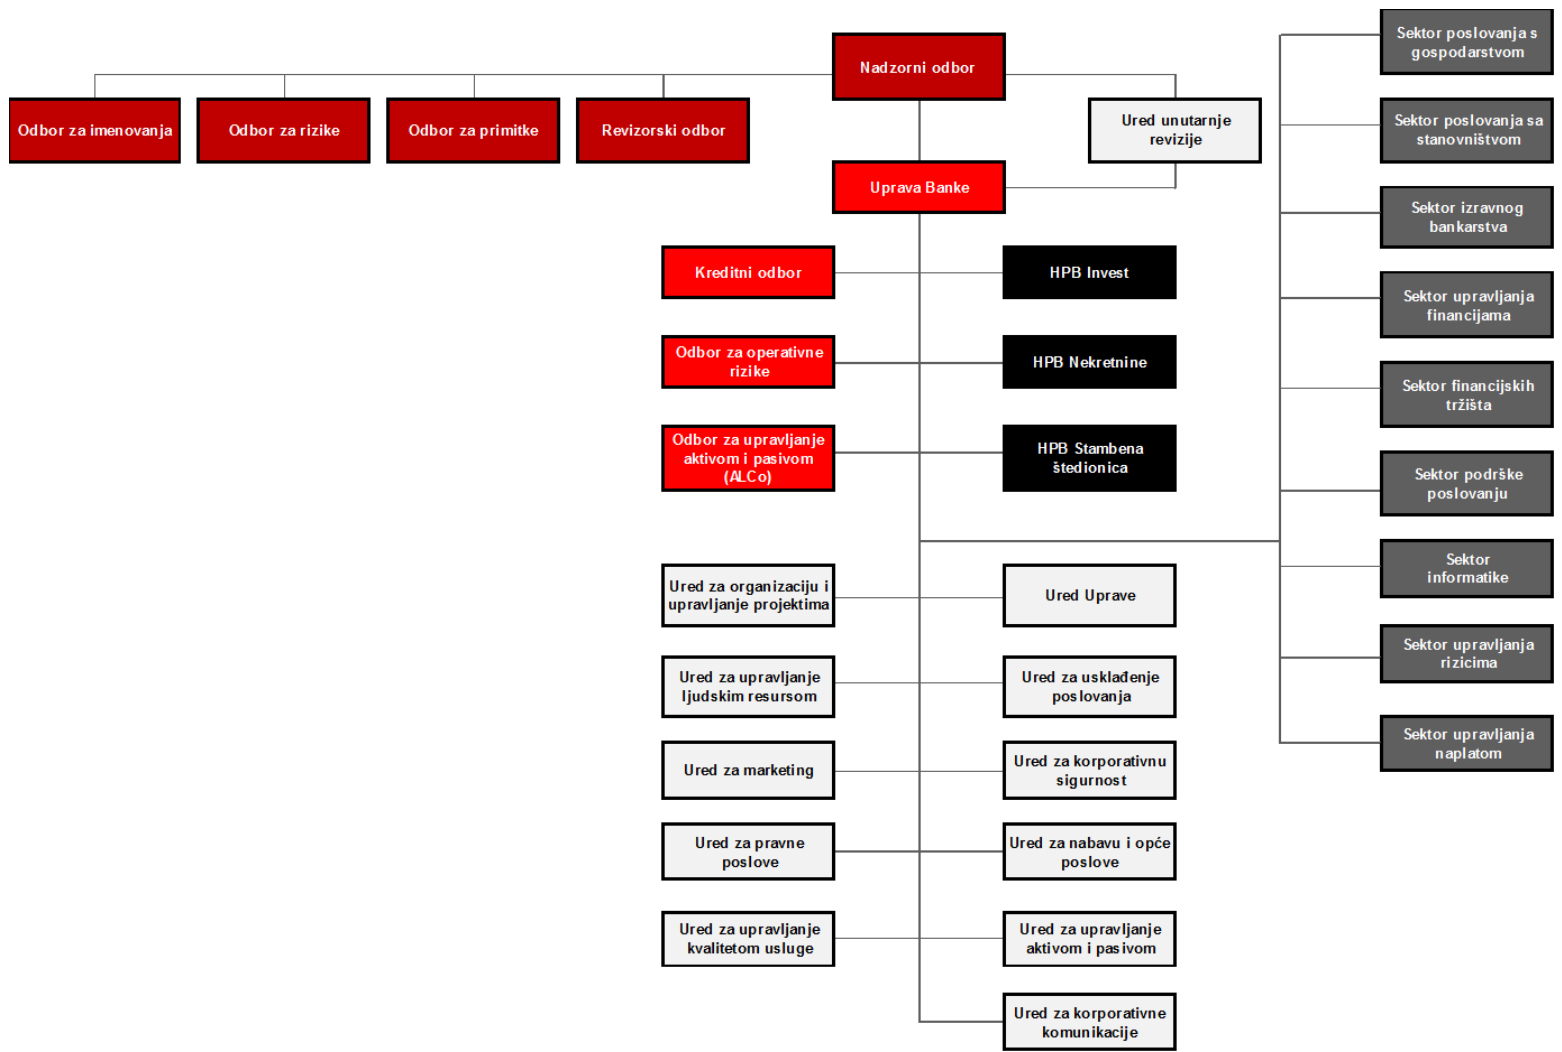 Nadzorni odbor
Odbor za imenovanja
Odbor za rizike
Odbor za primitke
Revizorski odbor
Ured unutarnje
revizije
Uprava Banke
Kreditni odbor
HPB Invest
Odbor za operativne
rizike
HPB Nekretnine
Odbor za upravljanje
aktivom i pasivom
(ALCo)
HPB Stambena
štedionica
Ured za organizaciju i
upravljanje projektima
Ured Uprave
Ured za upravljanje
ljudskim resursom
Ured za usklađenje
poslovanja
Ured za marketing
Ured za korporativnu
sigurnost
Ured za pravne
poslove
Ured za nabavu i opće
poslove
Ured za upravljanje
kvalitetom usluge
Ured za upravljanje
aktivom i pasivom
Ured za korporativne
komunikacije
Sektor poslovanja s
gospodarstvom
Sektor poslovanja sa
stanovništvom
Sektor izravnog
bankarstva
Sektor upravljanja
financijama
Sektor financijskih
tržišta
Sektor podrške
poslovanju
Sektor
informatike
Sektor upravljanja
rizicima
Sektor upravljanja
naplatom